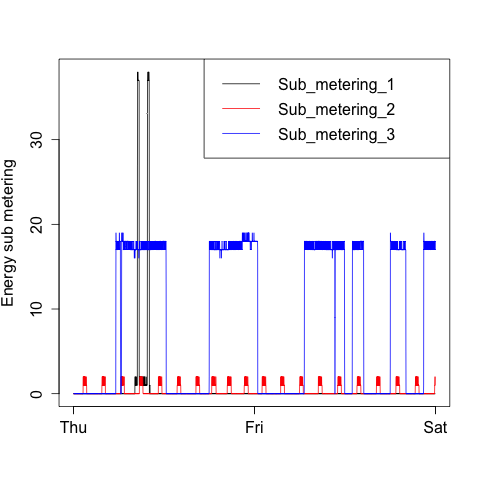 Sub_metering_1
Sub_metering_2
Sub_metering_3
Energy sub metering
30
20
10
0
Thu
Fri
Sat